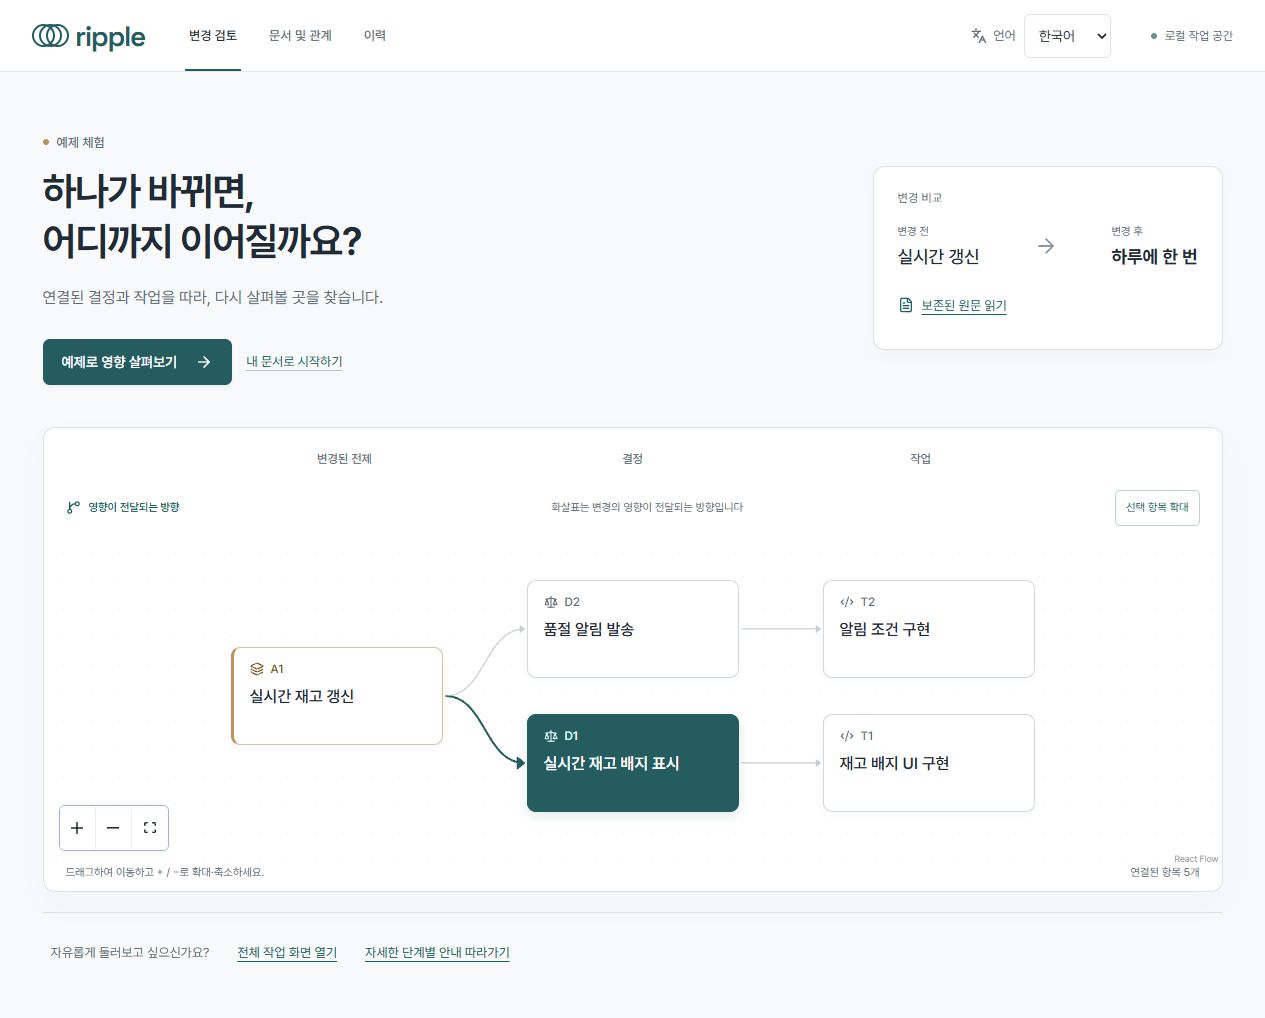 ripple
변경 검토
문서 및 관계
이력
언어
한국어
로컬 작업 공간
예제 체험
하나가 바뀌면,
어디까지 이어질까요?
연결된 결정과 작업을 따라, 다시 살펴볼 곳을 찾습니다.
예제로 영향 살펴보기
내 문서로 시작하기
변경 비교
변경 전
실시간 갱신
변경 후
하루에 한 번
보존된 원문 읽기
변경된 전제
결정
작업
영향이 전달되는 방향
화살표는 변경의 영향이 전달되는 방향입니다
선택 항목 확대
D2
품절 알림 발송
T2
알림 조건 구현
A1
실시간 재고 갱신
D1
실시간 재고 배지 표시
T1
재고 배지 UI 구현
드래그하여 이동하고 + / −로 확대·축소하세요.
React Flow
연결된 항목 5개
자유롭게 둘러보고 싶으신가요?
전체 작업 화면 열기
자세한 단계별 안내 따라가기